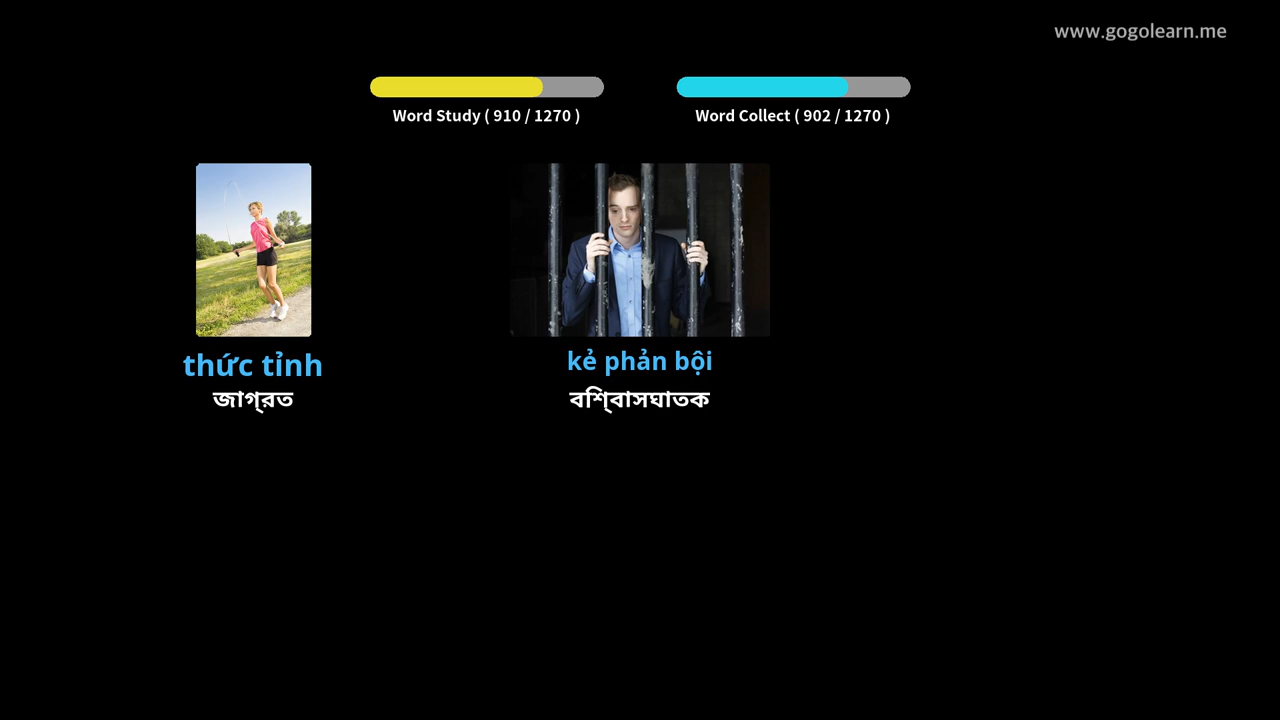 www.gogolearn.me
Word Study ( 910 / 1270 )
Word Collect ( 902 / 1270 )
thức tỉnh
জাগ্রত
kẻ phản bội
বিশ্বাসঘাতক